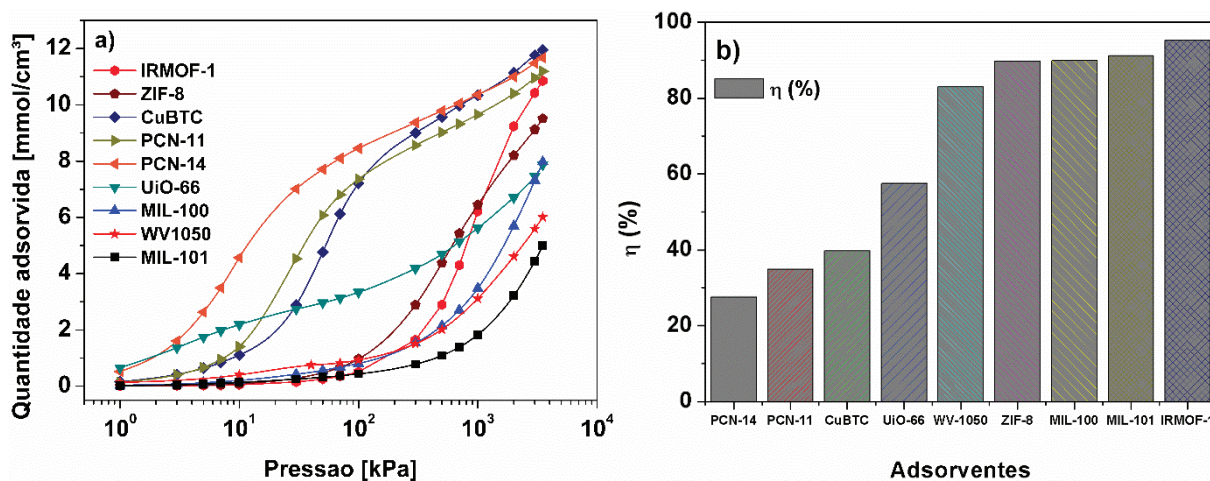 a)
IRMOF-1
ZIF-8
CuBTC
PCN-11
PCN-14
UiO-66
MIL-100
WV1050
MIL-101
Quantidade adsorvida [mmol/cm³]
12
10
8
6
4
2
0
10⁰ 10¹ 10² 10³ 10⁴
Pressao [kPa]
b)
η (%)
η (%)
100
80
60
40
20
0
PCN-14 PCN-11 CuBTC UiO-66 WV-1050 ZIF-8 MIL-100 MIL-101 IRMOF-1
Adsorventes